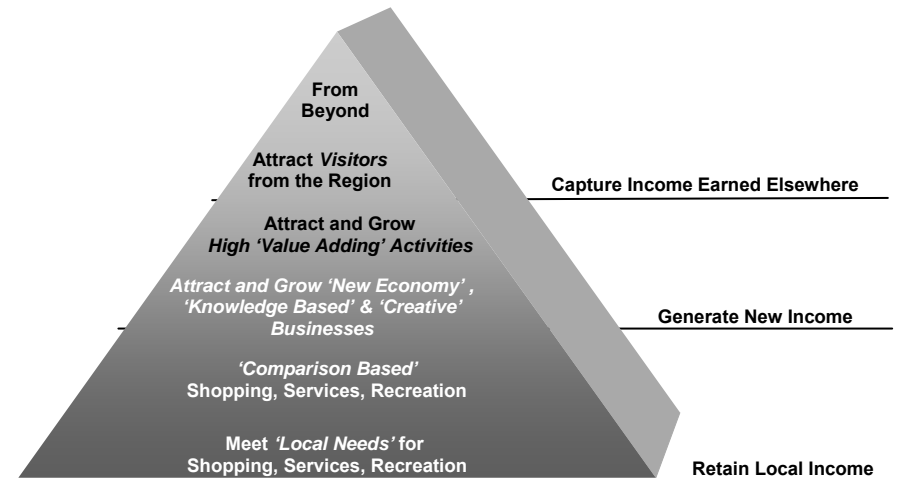 From
Beyond
Attract Visitors
from the Region
Capture Income Earned Elsewhere
Attract and Grow
High ‘Value Adding’ Activities
Attract and Grow ‘New Economy’ ,
‘Knowledge Based’ & ‘Creative’
Businesses
Generate New Income
‘Comparison Based’
Shopping, Services, Recreation
Meet ‘Local Needs’ for
Shopping, Services, Recreation
Retain Local Income